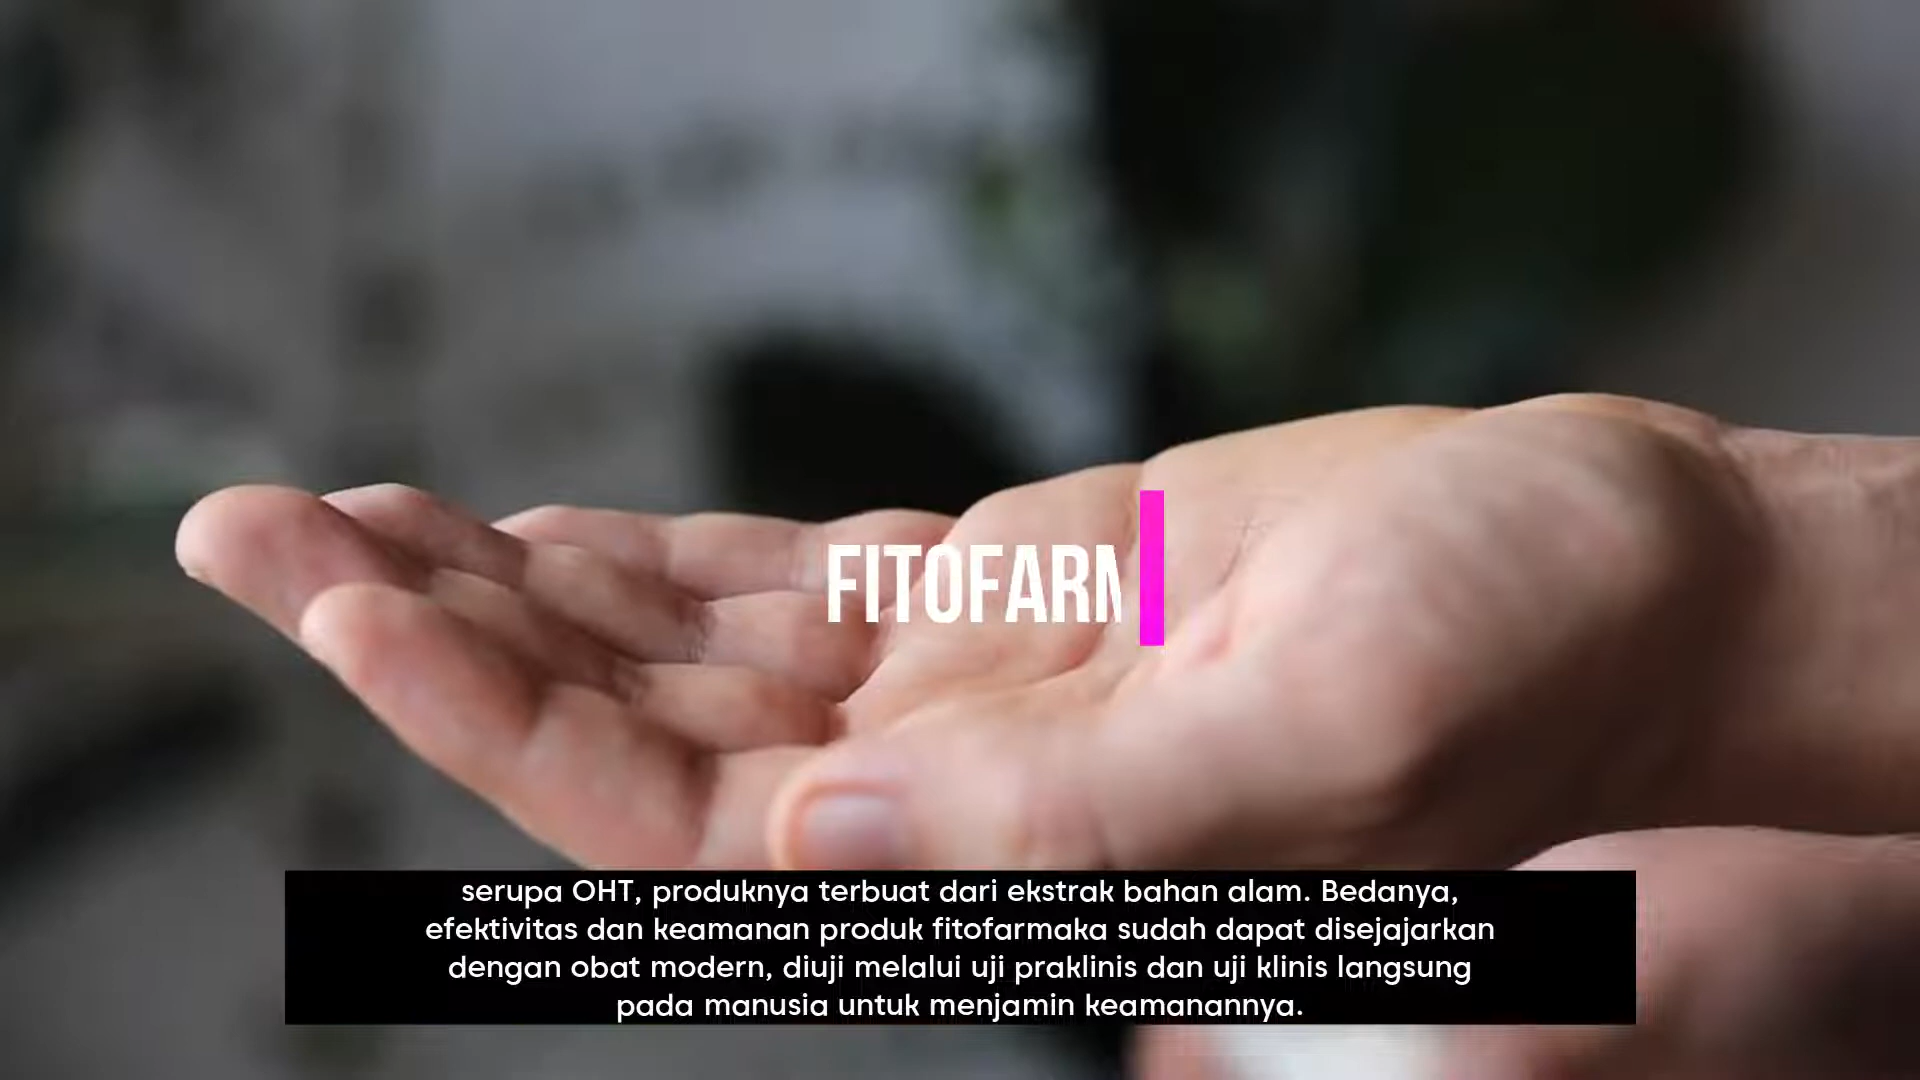 FITOFARM
serupa OHT, produknya terbuat dari ekstrak bahan alam. Bedanya,
efektivitas dan keamanan produk fitofarmaka sudah dapat disejajarkan
dengan obat modern, diuji melalui uji praklinis dan uji klinis langsung
pada manusia untuk menjamin keamanannya.